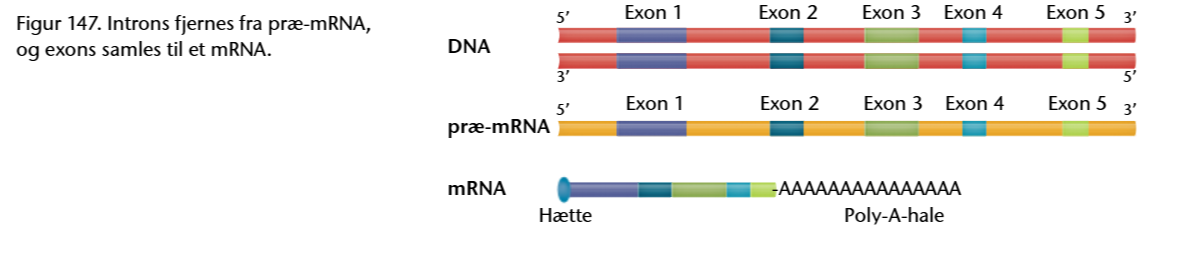 Figur 147. Introns fjernes fra præ-mRNA,
og exons samles til et mRNA.
5’ Exon 1 Exon 2 Exon 3 Exon 4 Exon 5 3’
DNA
3’ 5’
5’ Exon 1 Exon 2 Exon 3 Exon 4 Exon 5 3’
præ-mRNA
mRNA -AAAAAAAAAAAAAAA
Hætte Poly-A-hale